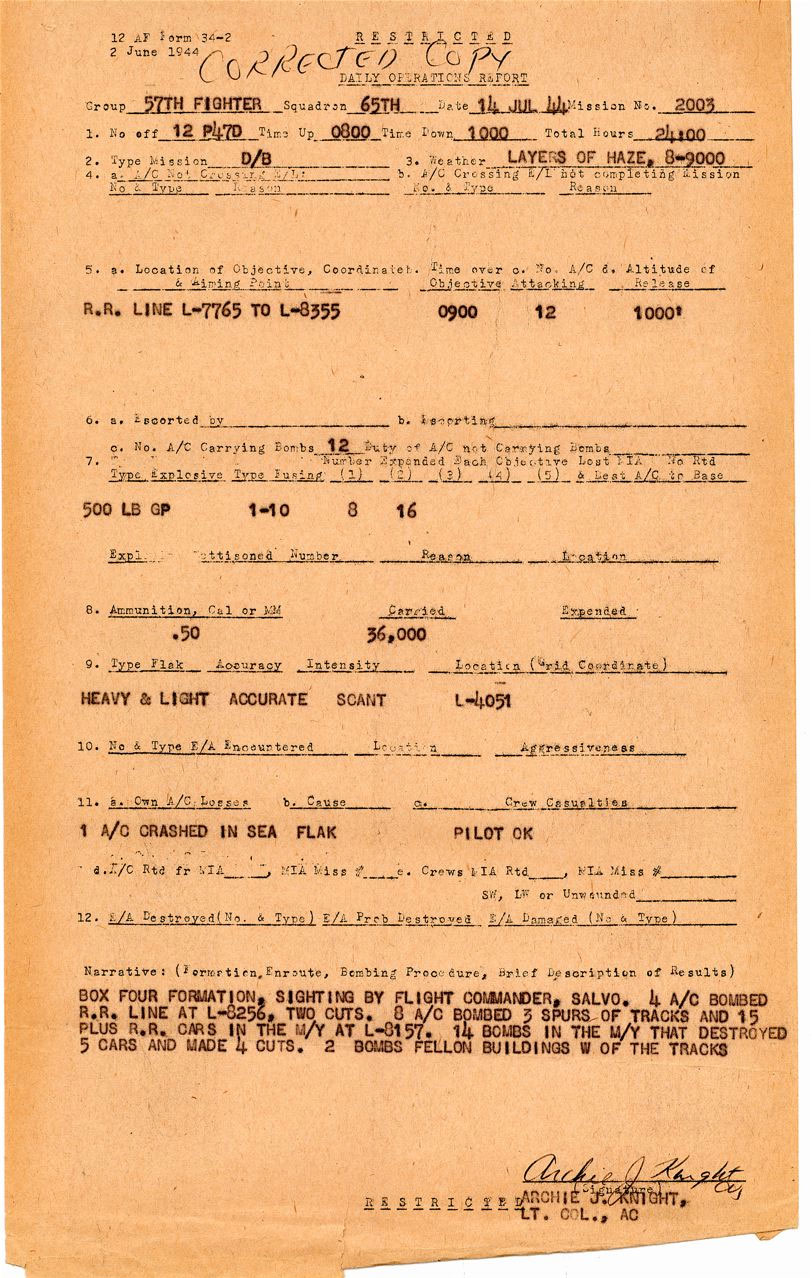 12 AF Form 34-2 RESTRICTED
2 June 1944 CORRECTED COPY
DAILY OPERATIONS REPORT
Group 57TH FIGHTER Squadron 65TH Date 14 JUL 44 Mission No. 2003
1. No off 12 P47D Time Up 0800 Time Down 1000 Total Hours 24:00
2. Type Mission D/B 3. Weather LAYERS OF HAZE, 8-9000
4. a. A/C Not Crossing E/L: b. A/C Crossing E/L not completing Mission
No & Type Reason No. & Type Reason
5. a. Location of Objective, Coordinate b. Time over c. No. A/C d. Altitude of
& Aiming Point Objective Attacking Release
R.R. LINE L-7765 TO L-8355 0900 12 1000'
6. a. Escorted by b. Escorting
c. No. A/C Carrying Bombs 12 Duty of A/C not Carrying Bombs
7. Number Expended Each Objective Lost MIA No Rtd
Type Explosive Type Fusing (1) (2) (3) (4) (5) & Lost A/C to Base
500 LB GP 1-10 8 16
Jettisoned Number Reason Location
8. Ammunition, Cal or MM Carried Expended
.50 36,000
9. Type Flak Accuracy Intensity Location (Grid Coordinate)
HEAVY & LIGHT ACCURATE SCANT L-4051
10. No & Type E/A Encountered Location Aggressiveness
11. a. Own A/C Losses b. Cause c. Crew Casualties
1 A/C CRASHED IN SEA FLAK PILOT OK
d. A/C Rtd fr MIA , MIA Miss # e. Crews MIA Rtd , MIA Miss #
SW, LW or Unwounded
12. E/A Destroyed(No. & Type) E/A Prob Destroyed E/A Damaged (No & Type)
Narrative: (Formation, Enroute, Bombing Procedure, Brief Description of Results)
BOX FOUR FORMATION, SIGHTING BY FLIGHT COMMANDER, SALVO. 4 A/C BOMBED
R.R. LINE AT L-8256, TWO CUTS. 8 A/C BOMBED 3 SPURS OF TRACKS AND 15
PLUS R.R. CARS IN THE M/Y AT L-8157. 14 BOMBS IN THE M/Y THAT DESTROYED
5 CARS AND MADE 4 CUTS. 2 BOMBS FELLON BUILDINGS W OF THE TRACKS
Archie J Knight
(Signature)
RESTRICTED ARCHIE J. KNIGHT,
LT. COL., AC